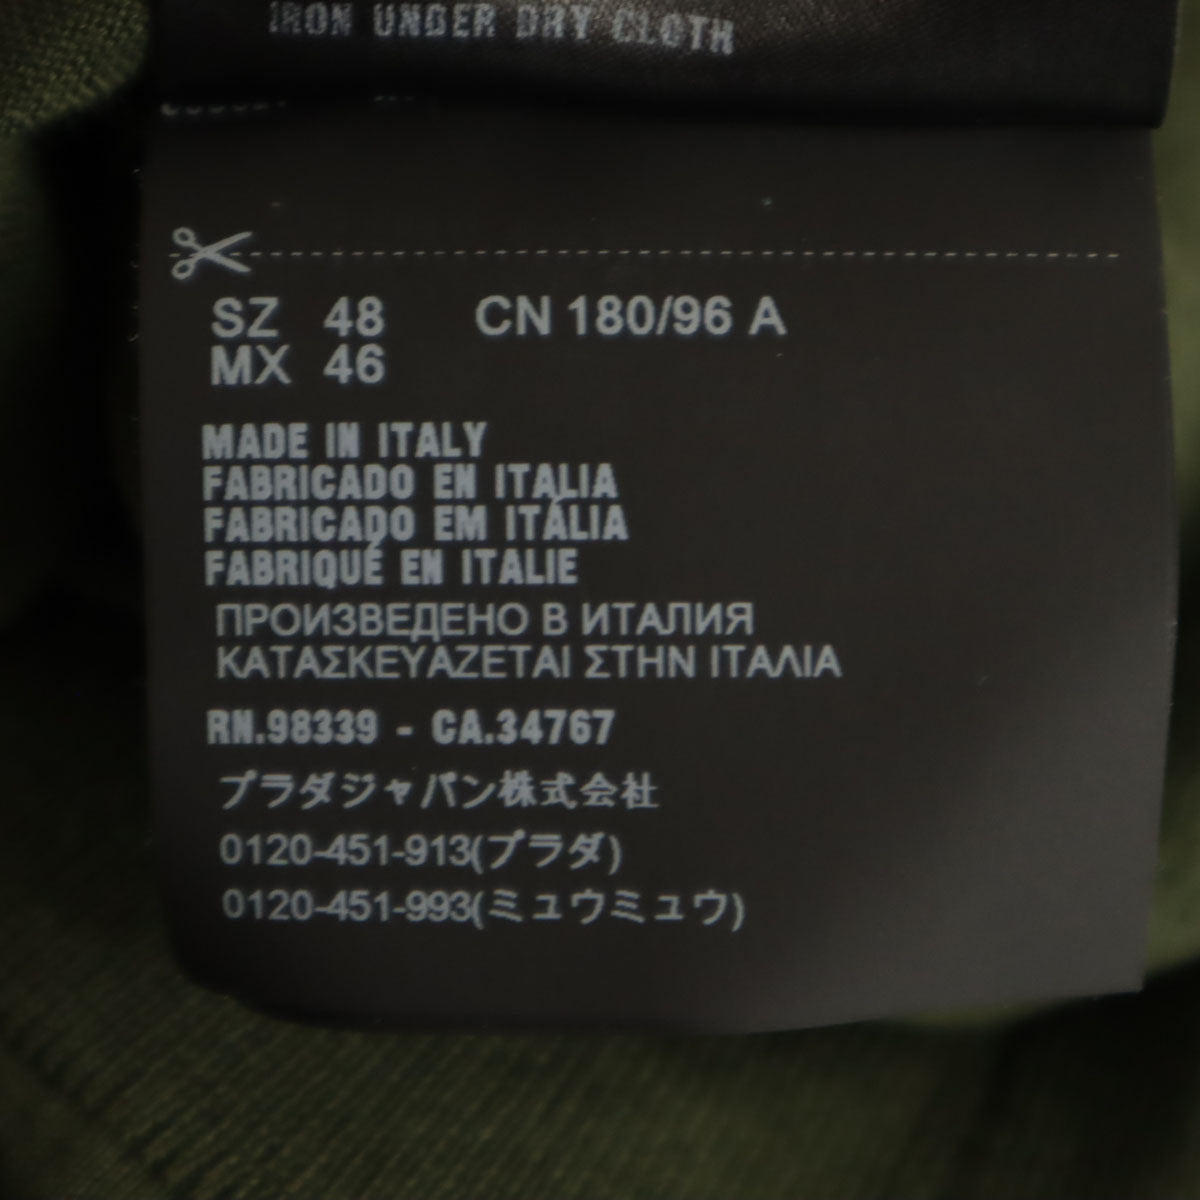 IRON UNDER DRY CLOTH
SZ 48 CN 180/96 A
MX 46
MADE IN ITALY
FABRICADO EN ITALIA
FABRICADO EM ITÁLIA
FABRIQUÉ EN ITALIE
ПРОИЗВЕДЕНО В ИТАЛИЯ
ΚΑΤΑΣΚΕΥΑΖΕΤΑΙ ΣΤΗΝ ΙΤΑΛΙΑ
RN.98339 - CA.34767
プラダジャパン株式会社
0120-451-913(プラダ)
0120-451-993(ミュウミュウ)